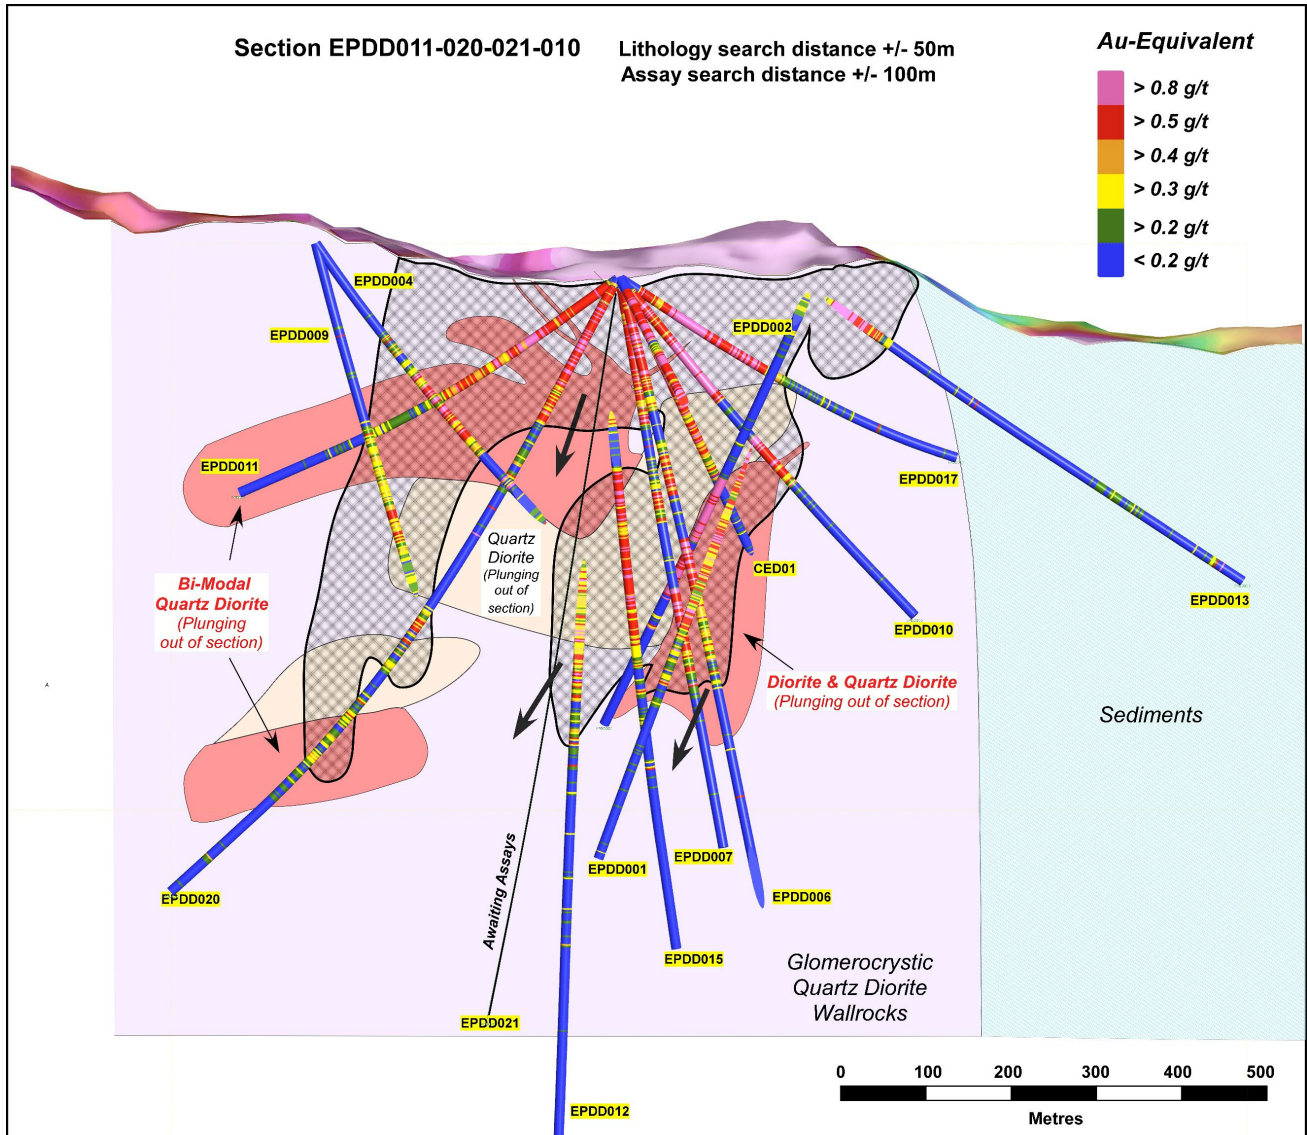 Section EPDD011-020-021-010
Lithology search distance +/- 50m
Assay search distance +/- 100m
Au-Equivalent
> 0.8 g/t
> 0.5 g/t
> 0.4 g/t
> 0.3 g/t
> 0.2 g/t
< 0.2 g/t
EPDD004
EPDD009
EPDD002
EPDD011
EPDD017
Quartz
Diorite
(Plunging
out of
section)
CED01
EPDD013
EPDD010
Bi-Modal
Quartz Diorite
(Plunging
out of section)
Diorite & Quartz Diorite
(Plunging out of section)
Sediments
EPDD001
EPDD007
EPDD006
EPDD020
Awaiting Assays
EPDD015
Glomerocrystic
Quartz Diorite
Wallrocks
EPDD021
EPDD012
0 100 200 300 400 500
Metres